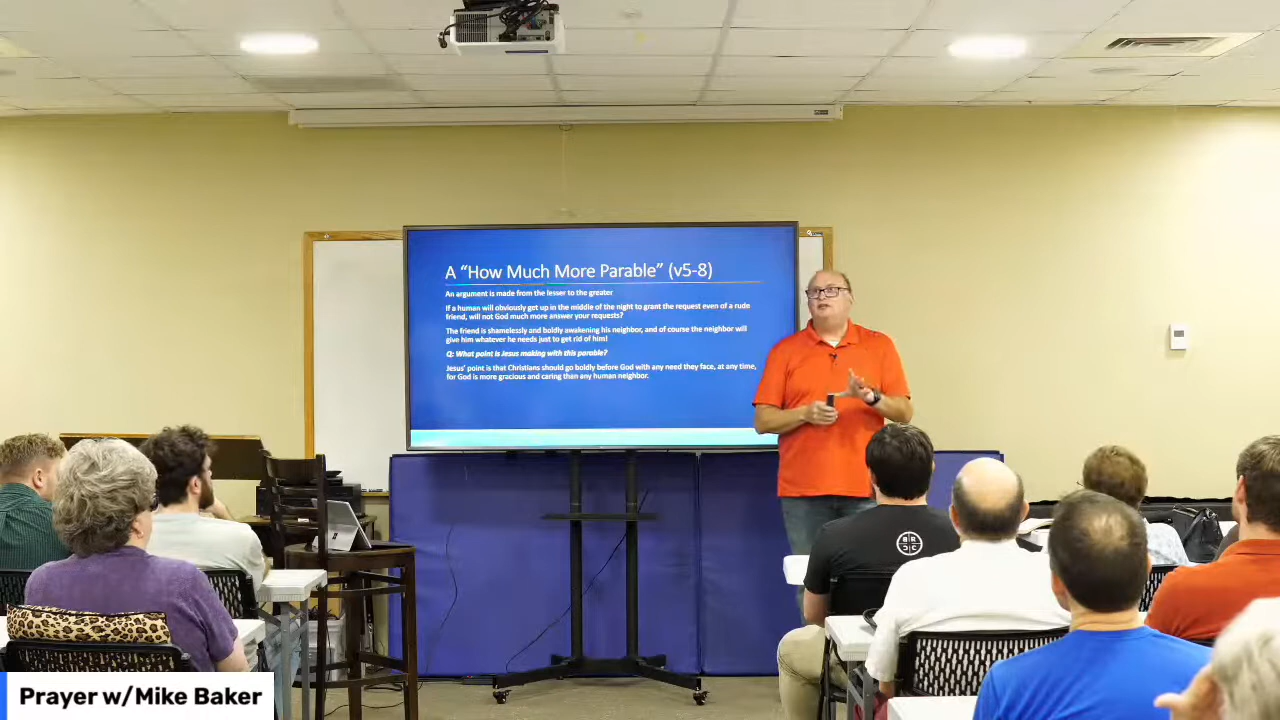 A “How Much More Parable” (v5-8)
An argument is made from the lesser to the greater
If a human will obviously get up in the middle of the night to grant the request even of a rude
friend, will not God much more answer your requests?
The friend is shamelessly and boldly awakening his neighbor, and of course the neighbor will
give him whatever he needs just to get rid of him!
Q: What point is Jesus making with this parable?
Jesus’ point is that Christians should go boldly before God with any need they face, at any time,
for God is more gracious and caring than any human neighbor.
B R
C C
Prayer w/Mike Baker